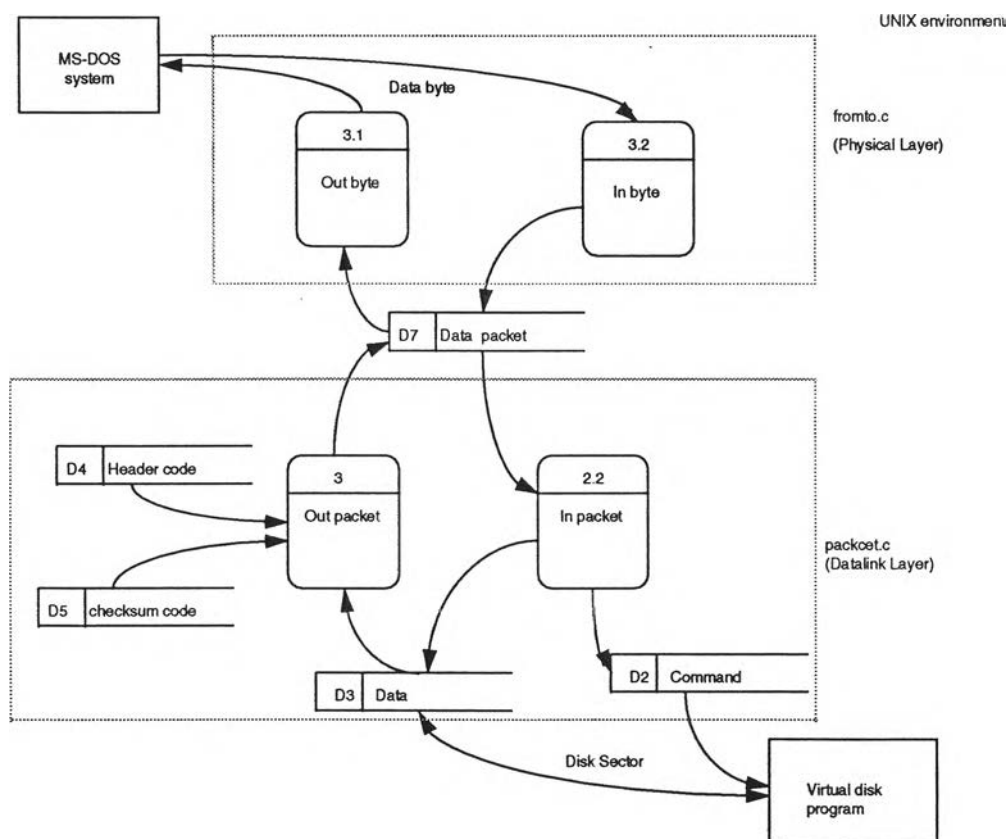 UNIX environment
MS-DOS
system
Data byte
fromto.c
(Physical Layer)
3.1
Out byte
3.2
In byte
D7 Data packet
D4 Header code
3
Out packet
2.2
In packet
packcet.c
(Datalink Layer)
D5 checksum code
D2 Command
D3 Data
Disk Sector
Virtual disk
program